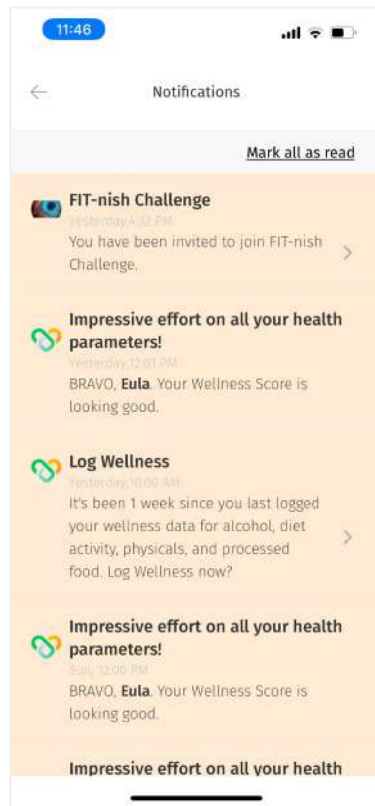 11:46
Notifications
Mark all as read
FIT-nish Challenge
Yesterday,4:32 PM
You have been invited to join FIT-nish
Challenge.
Impressive effort on all your health
parameters!
Yesterday,12:01 PM
BRAVO, Eula. Your Wellness Score is
looking good.
Log Wellness
Yesterday,10:00 AM
It's been 1 week since you last logged
your wellness data for alcohol, diet
activity, physicals, and processed
food. Log Wellness now?
Impressive effort on all your health
parameters!
Sun, 12:00 PM
BRAVO, Eula. Your Wellness Score is
looking good.
Impressive effort on all your health